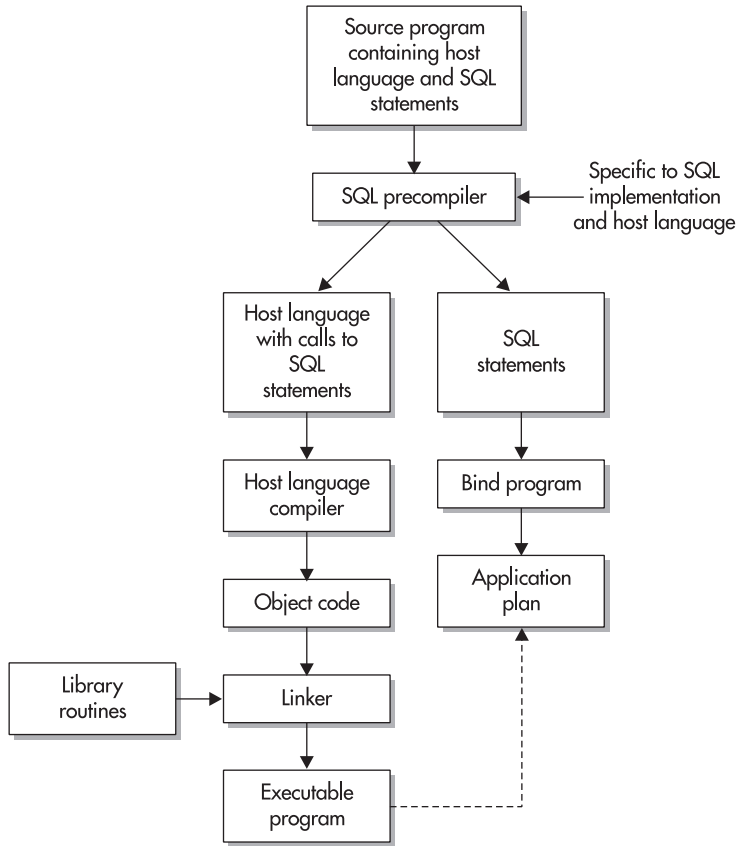 Source program
containing host
language and SQL
statements
SQL precompiler
Specific to SQL
implementation
and host language
Host language
with calls to
SQL
statements
SQL
statements
Host language
compiler
Bind program
Object code
Application
plan
Library
routines
Linker
Executable
program